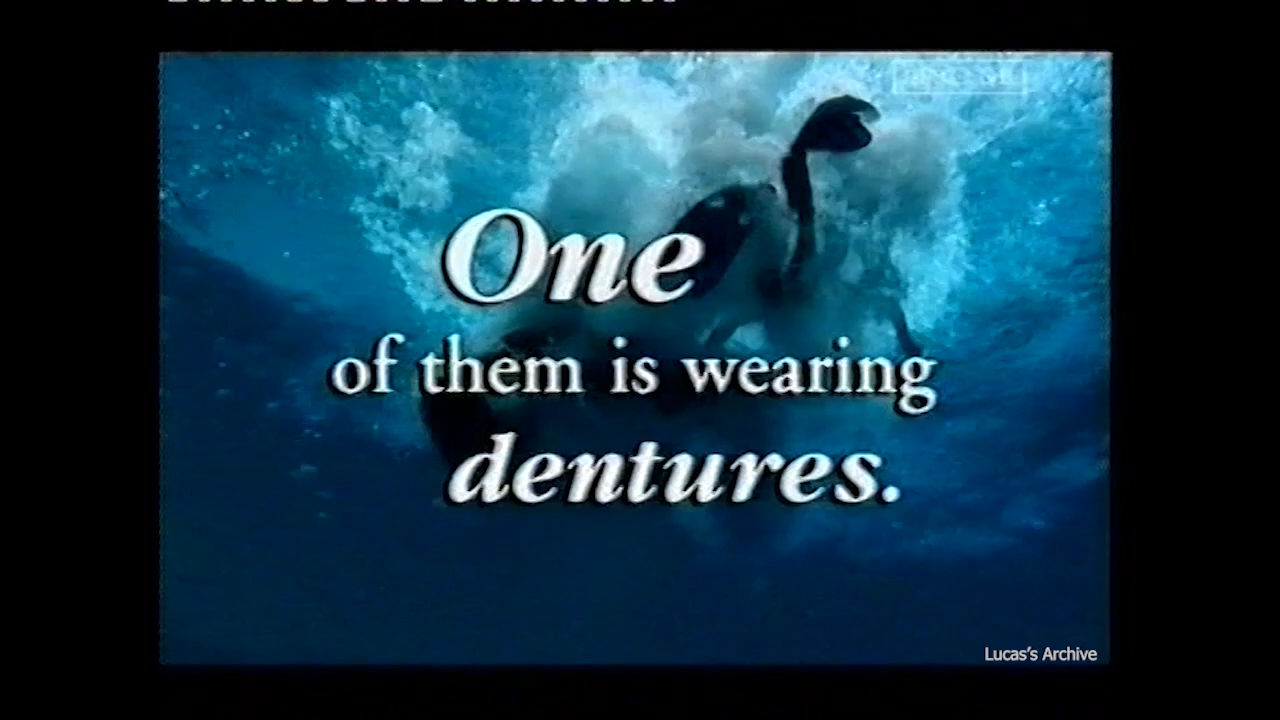 One
of them is wearing
dentures.
Lucas's Archive